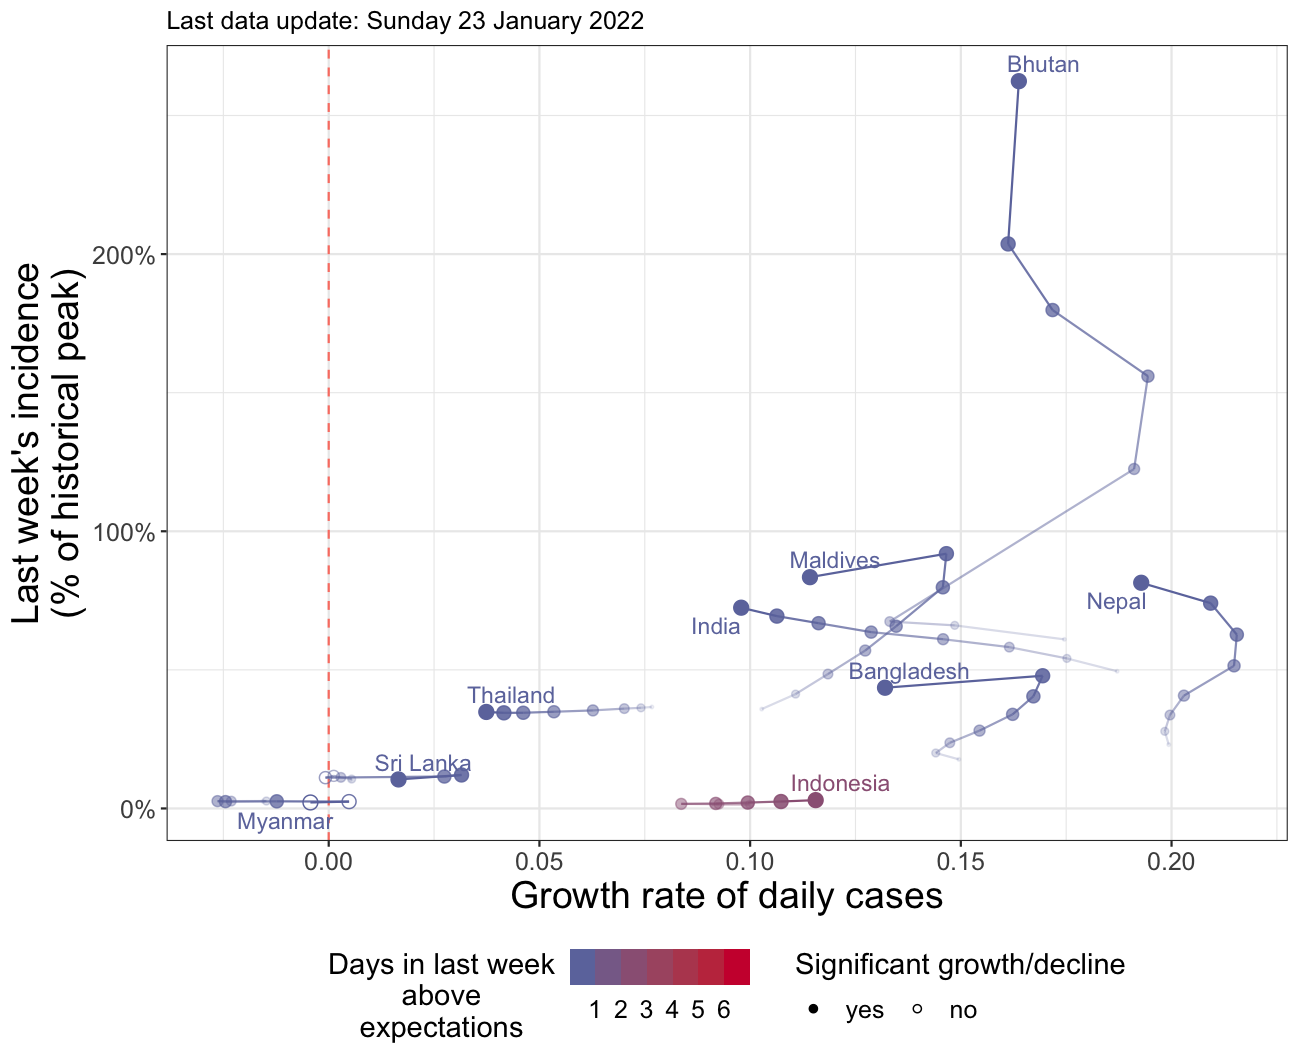 Last data update: Sunday 23 January 2022
Bhutan
200%
100%
0%
Last week's incidence
(% of historical peak)
Maldives
Nepal
India
Bangladesh
Thailand
Sri Lanka
Indonesia
Myanmar
0.00 0.05 0.10 0.15 0.20
Growth rate of daily cases
Days in last week
above
expectations
1 2 3 4 5 6
Significant growth/decline
yes no